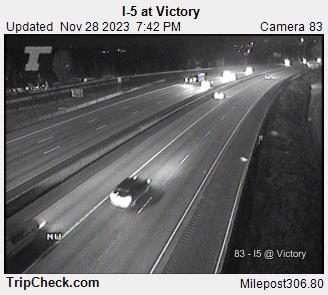 I-5 at Victory
Updated Nov 28 2023 7:42 PM Camera 83
T
NW
83 - I5 @ Victory
TripCheck.com Milepost306.80